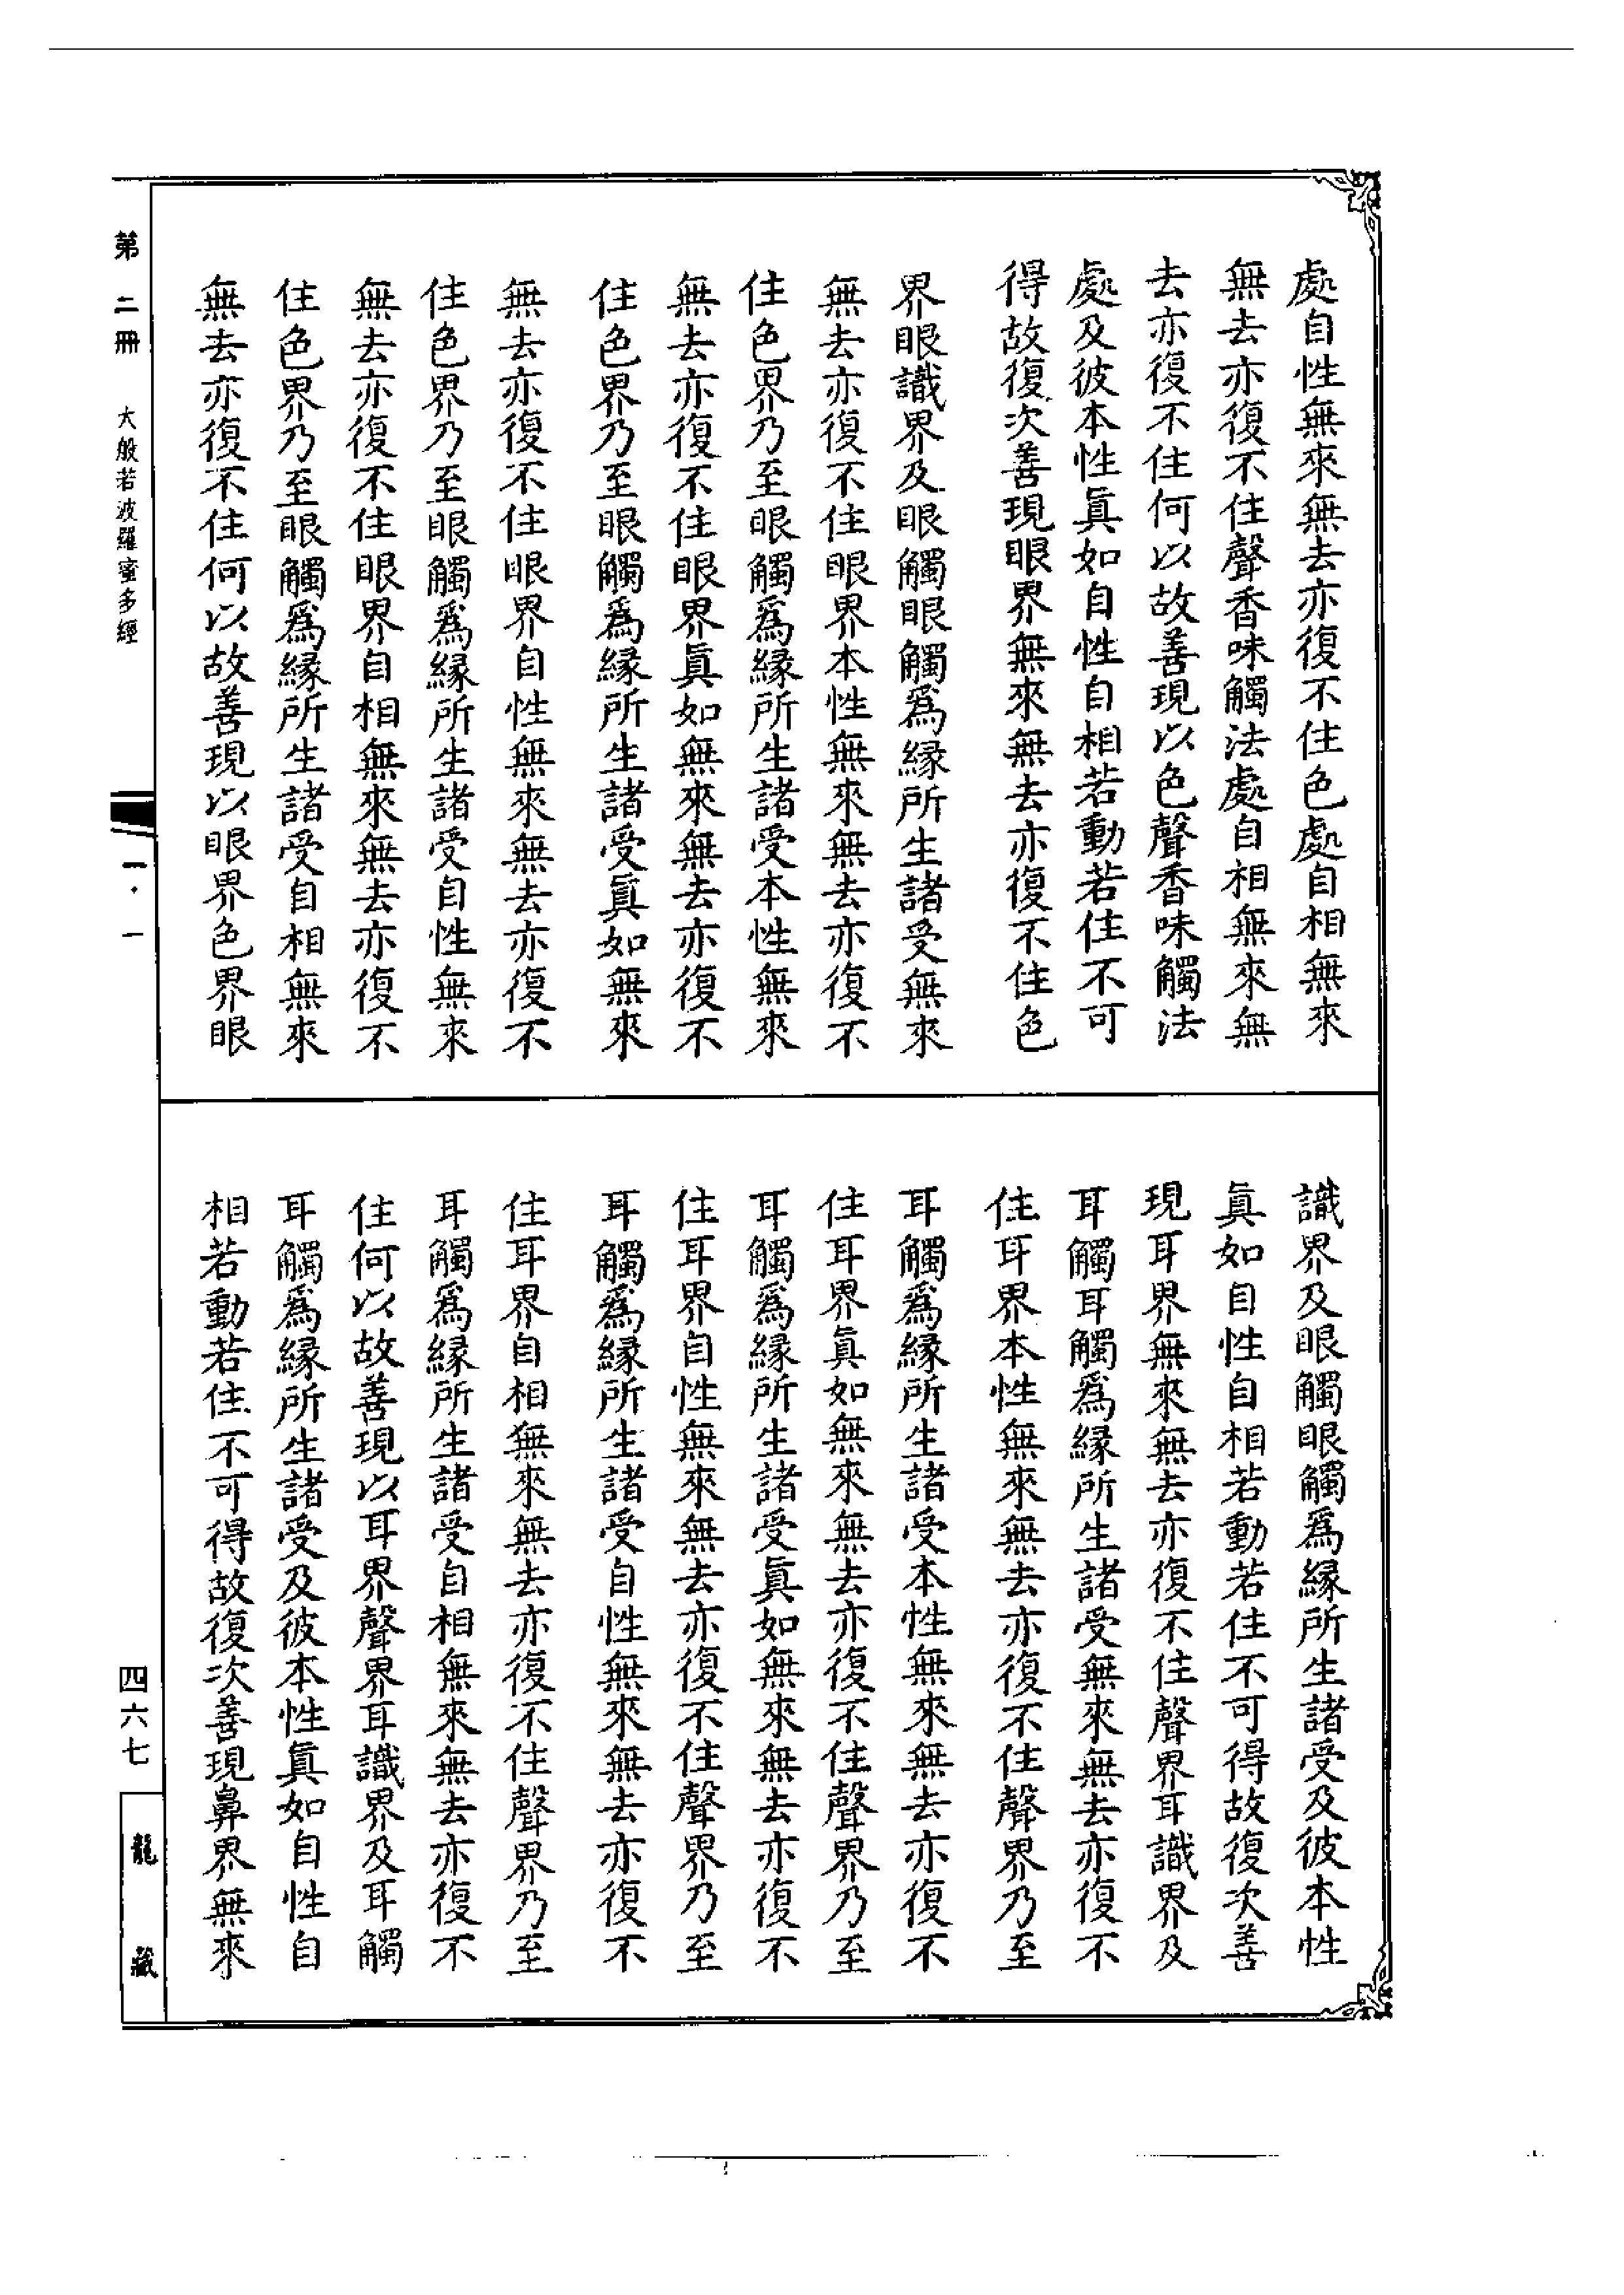 處自性無來無去亦復不住色處自相無來
無去亦復不住聲香味觸法處自相無來無
去亦復不住何以故善現以色聲香味觸法
處及彼本性眞如自性自相若動若住不可
得故復次善現眼界無來無去亦復不住色
界眼識界及眼觸眼觸爲緣所生諸受無來
無去亦復不住眼界本性無來無去亦復不
住色界乃至眼觸爲緣所生諸受本性無來
無去亦復不住眼界眞如無來無去亦復不
住色界乃至眼觸爲緣所生諸受眞如無來
無去亦復不住眼界自性無來無去亦復不
住色界乃至眼觸爲緣所生諸受自性無來
無去亦復不住眼界自相無來無去亦復不
住色界乃至眼觸爲緣所生諸受自相無來
無去亦復不住何以故善現以眼界色界眼
識界及眼觸眼觸爲緣所生諸受及彼本性
眞如自性自相若動若住不可得故復次善
現耳界無來無去亦復不住聲界耳識界及
耳觸耳觸爲緣所生諸受無來無去亦復不
住耳界本性無來無去亦復不住聲界乃至
耳觸爲緣所生諸受本性無來無去亦復不
住耳界眞如無來無去亦復不住聲界乃至
耳觸爲緣所生諸受眞如無來無去亦復不
住耳界自性無來無去亦復不住聲界乃至
耳觸爲緣所生諸受自性無來無去亦復不
住耳界自相無來無去亦復不住聲界乃至
耳觸爲緣所生諸受自相無來無去亦復不
住何以故善現以耳界聲界耳識界及耳觸
耳觸爲緣所生諸受及彼本性眞如自性自
相若動若住不可得故復次善現鼻界無來
第二冊 大般若波羅蜜多經 一·一
四六七
龍藏